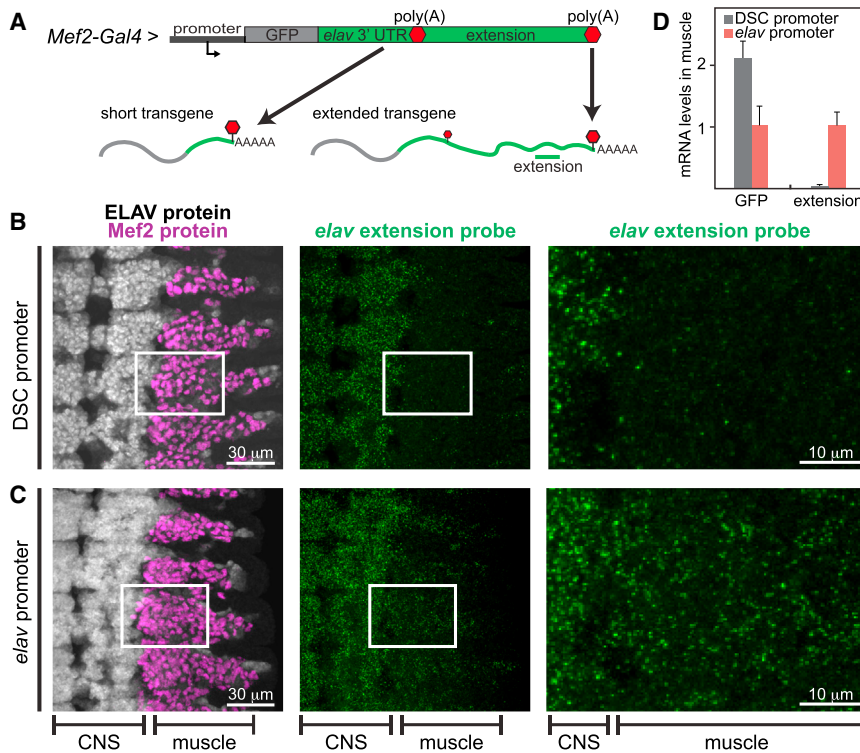 A
Mef2-Gal4 >
promoter
GFP
elav 3' UTR
poly(A)
extension
poly(A)
short transgene
AAAAA
extended transgene
AAAAA
extension
D
DSC promoter
elav promoter
mRNA levels in muscle
2
1
GFP
extension
B
ELAV protein
Mef2 protein
elav extension probe
elav extension probe
DSC promoter
30 µm
10 µm
C
elav promoter
30 µm
10 µm
CNS
muscle
CNS
muscle
CNS
muscle